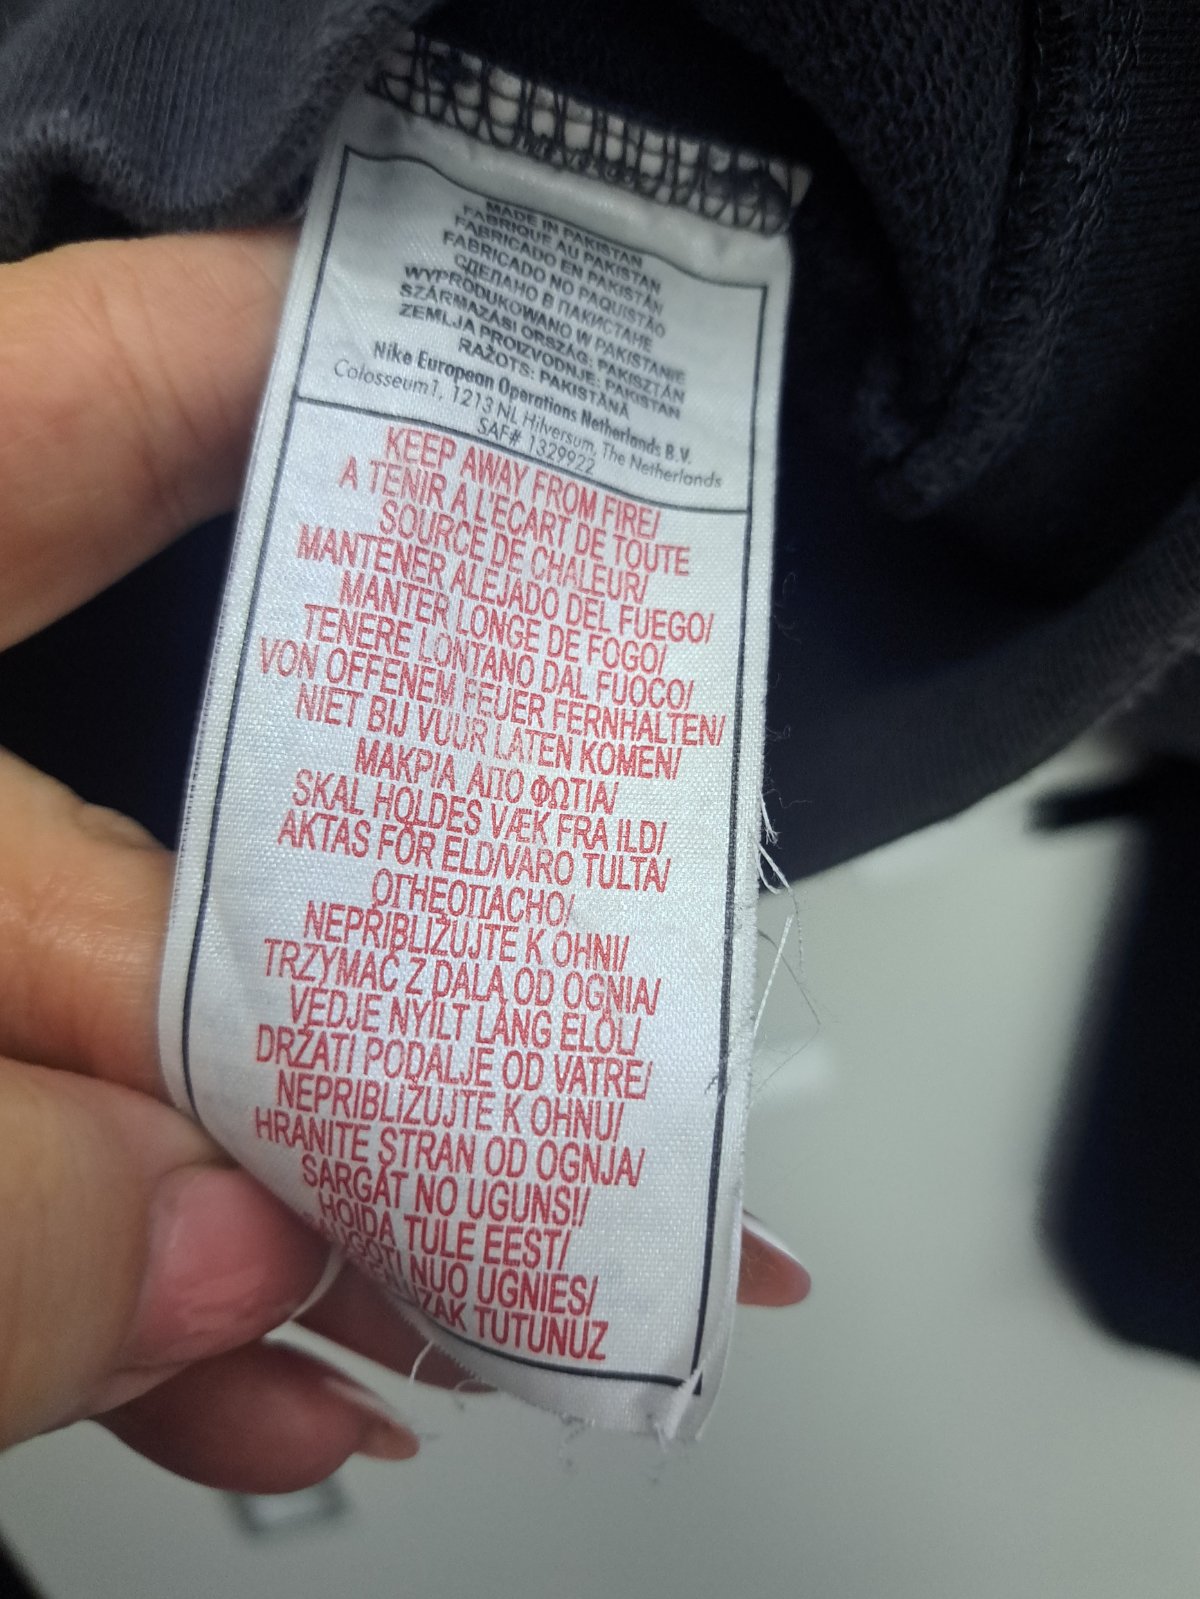 MADE IN PAKISTAN
FABRIQUE AU PAKISTAN
FABRICADO EN PAKISTÁN
FABRICADO NO PAQUISTÃO
СДЕЛАНО В ПАКИСТАНЕ
WYPRODUKOWANO W PAKISTANIE
SZÁRMAZÁSI ORSZÁG: PAKISZTÁN
ZEMLJA PROIZVODNJE: PAKISTAN
RAŽOTS: PAKISTĀNĀ
Nike European Operations Netherlands B.V.
Colosseum1, 1213 NL Hilversum, The Netherlands
SAF# 1329922
KEEP AWAY FROM FIRE/
A TENIR A L'ECART DE TOUTE
SOURCE DE CHALEUR/
MANTENER ALEJADO DEL FUEGO/
MANTER LONGE DE FOGO/
TENERE LONTANO DAL FUOCO/
VON OFFENEM FEUER FERNHALTEN/
NIET BIJ VUUR LATEN KOMEN/
ΜΑΚΡΙΑ ΑΠΟ ΦΩΤΙΑ/
SKAL HOLDES VÆK FRA ILD/
AKTAS FÖR ELD/VARO TULTA/
ОГНЕОПАСНО/
NEPŘIBLIŽUJTE K OHNI/
TRZYMAĆ Z DALA OD OGNIA/
VEDJE NYÍLT LÁNG ELÖL/
DRŽATI PODALJE OD VATRE/
NEPRIBLIŽUJTE K OHNU/
HRANITE STRAN OD OGNJA/
SARGĀT NO UGUNS!/
HOIDA TULE EEST/
NUO UGNIES/
UZAK TUTUNUZ